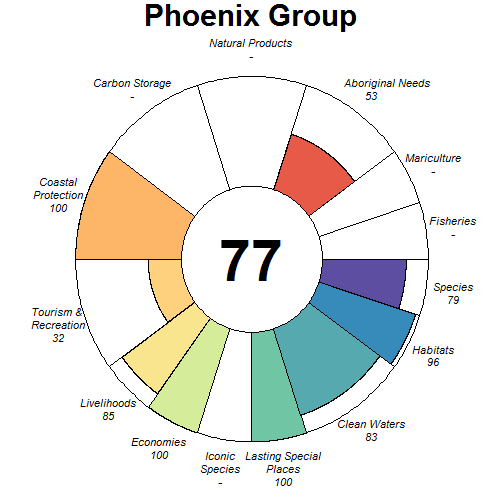 Phoenix Group
Natural Products
-
Carbon Storage
-
Aboriginal Needs
53
Mariculture
-
Coastal
Protection
100
Fisheries
-
77
Species
79
Tourism &
Recreation
32
Habitats
96
Livelihoods
85
Clean Waters
83
Economies
100
Iconic
Species
-
Lasting Special
Places
100